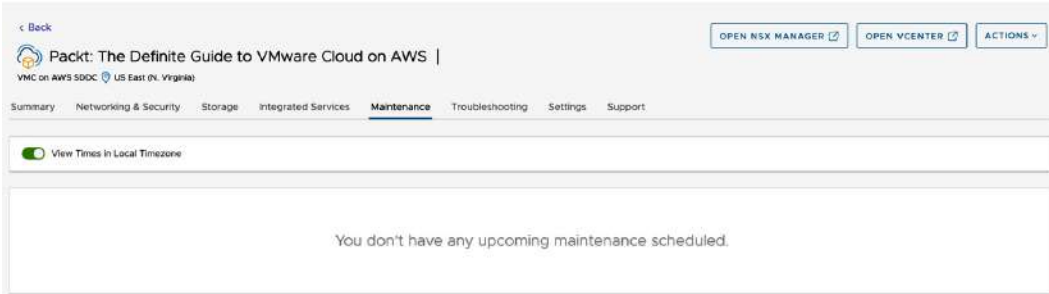 ‹ Back
OPEN NSX MANAGER
OPEN VCENTER
ACTIONS
Packt: The Definite Guide to VMware Cloud on AWS |
VMC on AWS SDDC US East (N. Virginia)
Summary Networking & Security Storage Integrated Services Maintenance Troubleshooting Settings Support
View Times in Local Timezone
You don't have any upcoming maintenance scheduled.